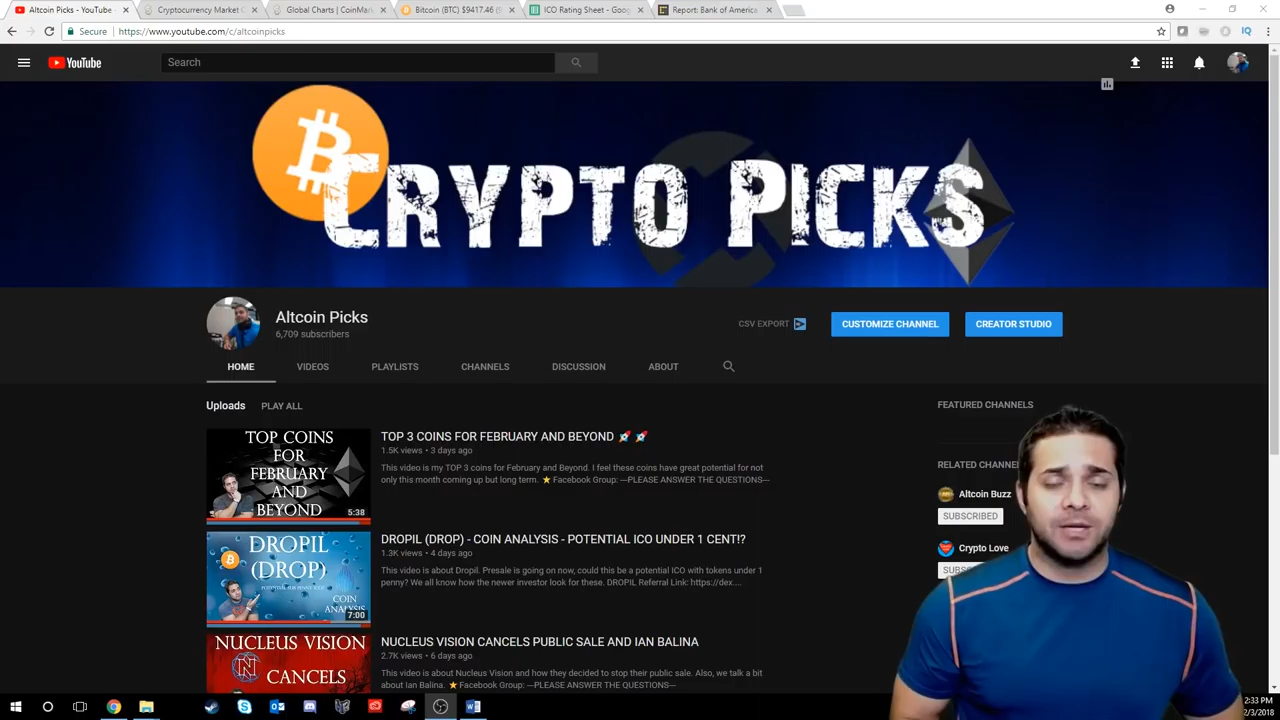 Altcoin Picks - YouTube
Cryptocurrency Market C
Global Charts | CoinMar
Bitcoin (BTC) $9417.46 (9
ICO Rating Sheet - Goog
Report: Bank of America
Secure
https://www.youtube.com/c/altcoinpicks
YouTube
Search
CRYPTO PICKS
Altcoin Picks
6,709 subscribers
CSV EXPORT
CUSTOMIZE CHANNEL
CREATOR STUDIO
HOME
VIDEOS
PLAYLISTS
CHANNELS
DISCUSSION
ABOUT
Uploads
PLAY ALL
FEATURED CHANNELS
TOP COINS
FOR
FEBRUARY
AND
BEYOND
5:38
TOP 3 COINS FOR FEBRUARY AND BEYOND 🚀 🚀
1.5K views • 3 days ago
This video is my TOP 3 coins for February and Beyond. I feel these coins have great potential for not
only this month coming up but long term. ⭐ Facebook Group: ---PLEASE ANSWER THE QUESTIONS---
RELATED CHANNE
Altcoin Buzz
SUBSCRIBED
Crypto Love
SUBS
DROPIL
(DROP)
COIN
ANALYSIS
7:00
DROPIL (DROP) - COIN ANALYSIS - POTENTIAL ICO UNDER 1 CENT!?
1.3K views • 4 days ago
This video is about Dropil. Presale is going on now, could this be a potential ICO with tokens under 1
penny? We all know how the newer investor look for these. DROPIL Referral Link: https://dex....
NUCLEUS VISION
CANCELS
NUCLEUS VISION CANCELS PUBLIC SALE AND IAN BALINA
2.7K views • 6 days ago
This video is about Nucleus Vision and how they decided to stop their public sale. Also, we talk a
bit about Ian Balina. ⭐ Facebook Group: ---PLEASE ANSWER THE QUESTIONS---
2:33 PM
2/3/2018